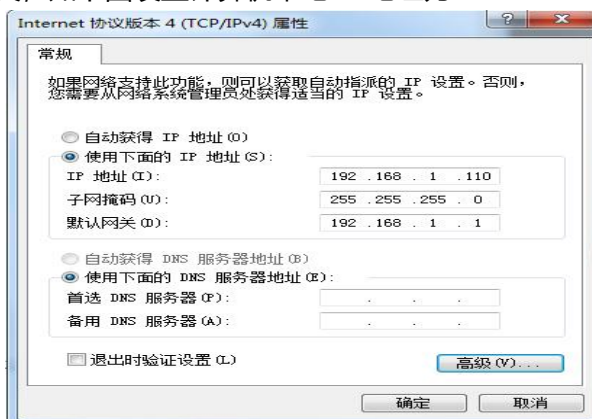 Internet 协议版本 4 (TCP/IPv4) 属性
常规
如果网络支持此功能，则可以获取自动指派的 IP 设置。否则，
您需要从网络系统管理员处获得适当的 IP 设置。
自动获得 IP 地址(O)
使用下面的 IP 地址(S):
IP 地址(I): 192 .168 . 1 .110
子网掩码(U): 255 .255 .255 . 0
默认网关(D): 192 .168 . 1 . 1
自动获得 DNS 服务器地址(B)
使用下面的 DNS 服务器地址(E):
首选 DNS 服务器(P): . . .
备用 DNS 服务器(A): . . .
退出时验证设置(L)
高级(V)...
确定 取消